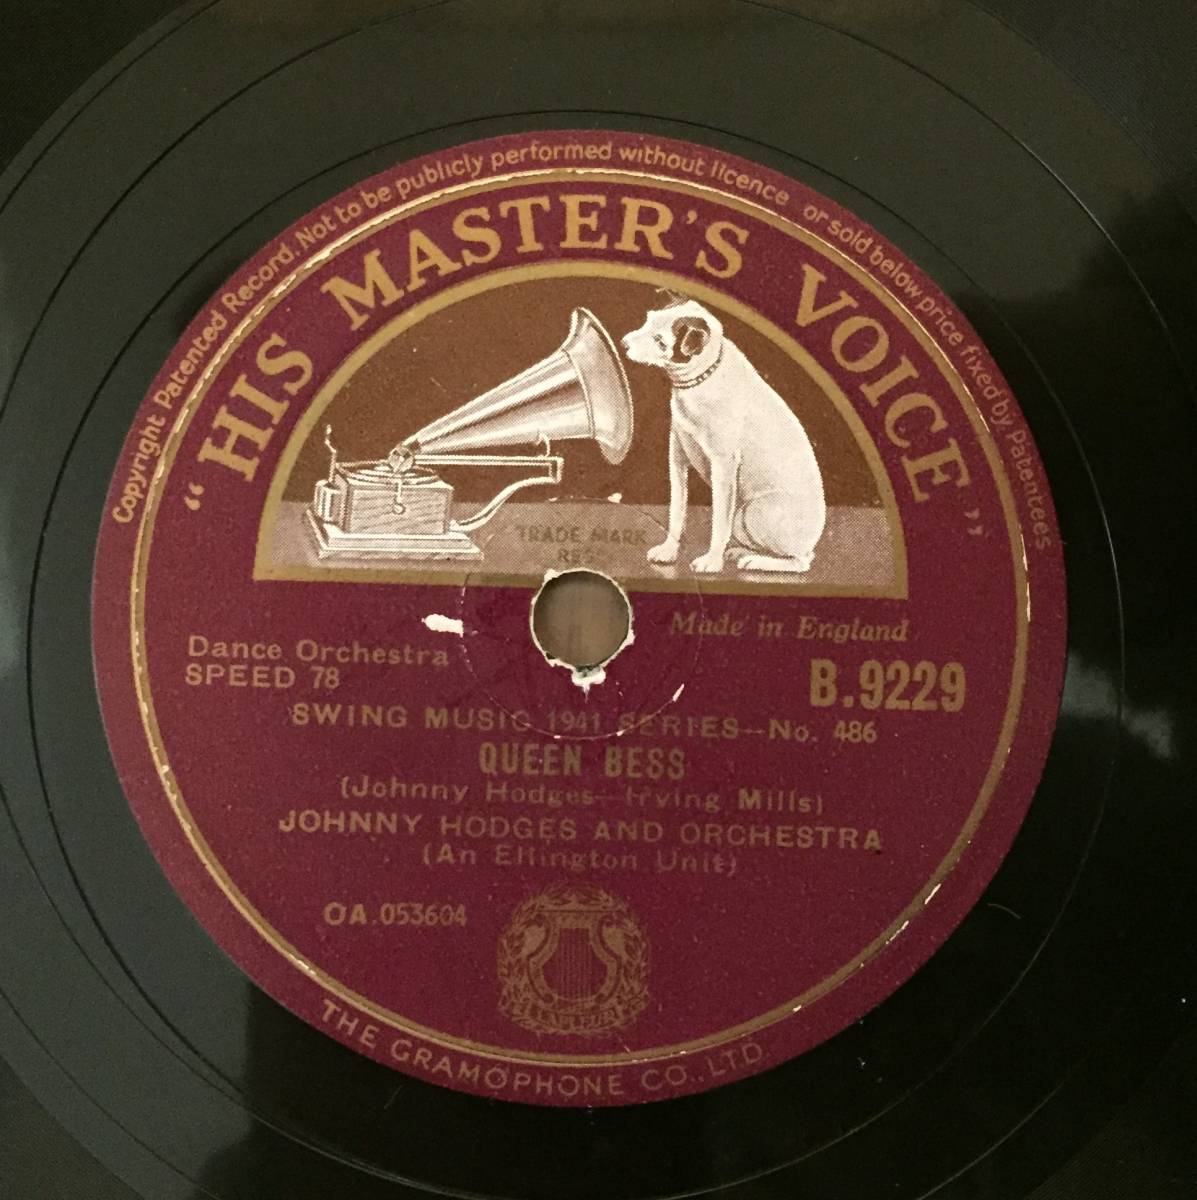 Copyright Patented Record. Not to be publicly performed without licence or sold below price fixed by Patentees
"HIS MASTER'S VOICE"
TRADE MARK
REGD
Made in England
Dance Orchestra
SPEED 78
B.9229
SWING MUSIC 1941 SERIES—No. 486
QUEEN BESS
(Johnny Hodges—Irving Mills)
JOHNNY HODGES AND ORCHESTRA
(An Ellington Unit)
OA.053604
THE GRAMOPHONE CO., LTD.